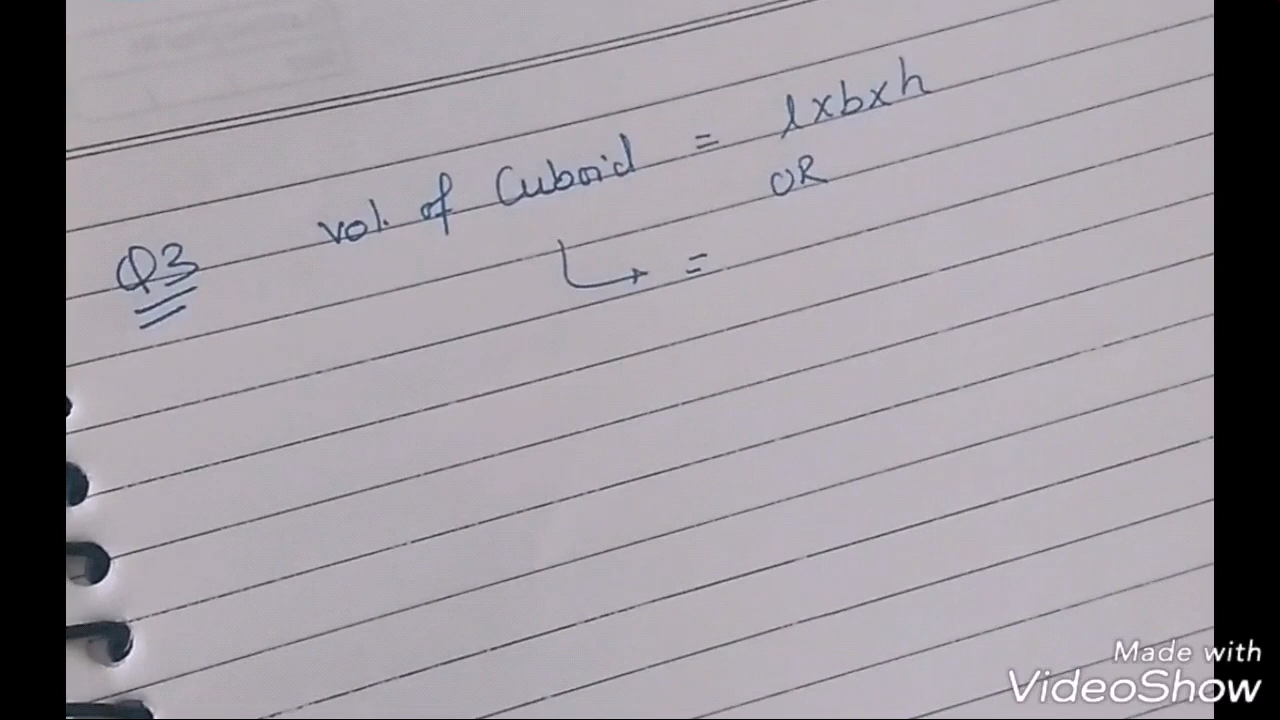 Q3 vol. of Cuboid = l×b×h
OR
↳ =
Made with
VideoShow